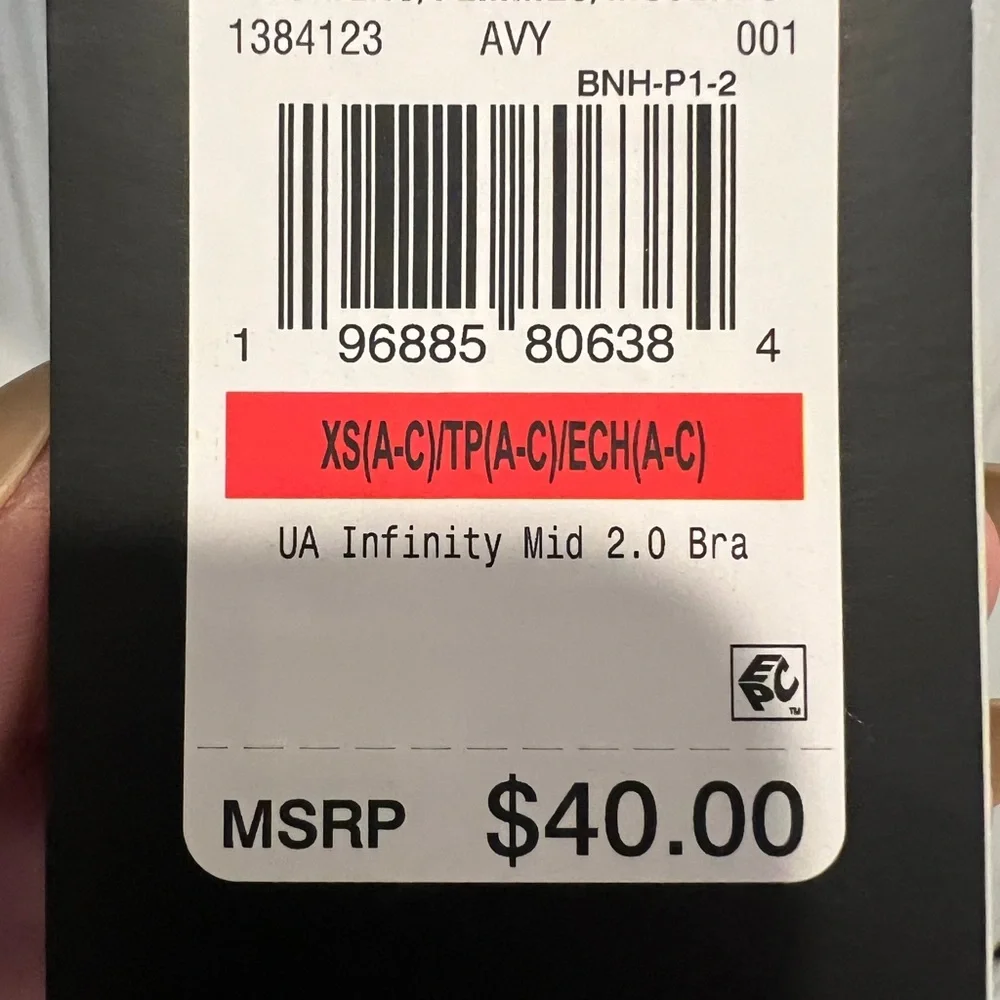 1384123 AVY 001
BNH-P1-2
1 96885 80638 4
XS(A-C)/TP(A-C)/ECH(A-C)
UA Infinity Mid 2.0 Bra
EPC TM
MSRP $40.00